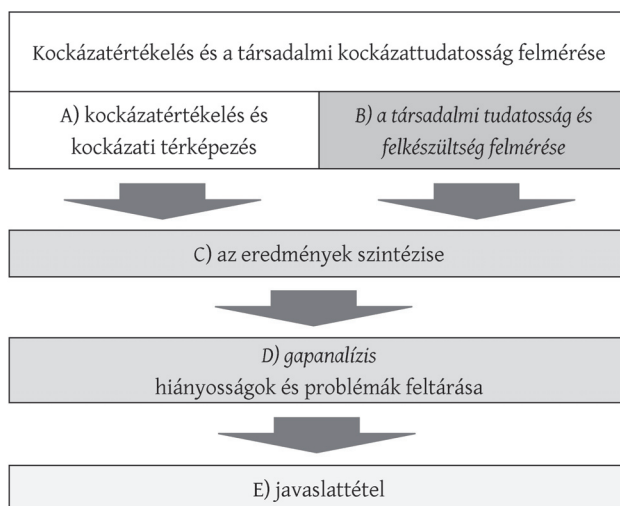 Kockázatértékelés és a társadalmi kockázattudatosság felmérése
A) kockázatértékelés és
kockázati térképezés
B) a társadalmi tudatosság és
felkészültség felmérése
C) az eredmények szintézise
D) gapanalízis
hiányosságok és problémák feltárása
E) javaslattétel